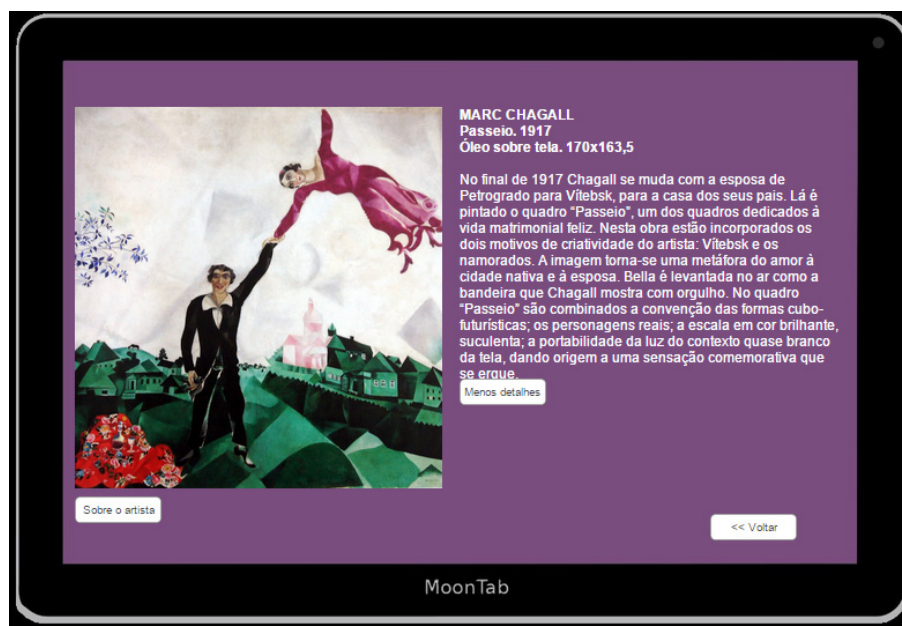 MARC CHAGALL
Passeio. 1917
Óleo sobre tela. 170x163,5
No final de 1917 Chagall se muda com a esposa de
Petrogrado para Vítebsk, para a casa dos seus pais. Lá é
pintado o quadro “Passeio”, um dos quadros dedicados à
vida matrimonial feliz. Nesta obra estão incorporados os
dois motivos de criatividade do artista: Vítebsk e os
namorados. A imagem torna-se uma metáfora do amor à
cidade nativa e à esposa. Bella é levantada no ar como a
bandeira que Chagall mostra com orgulho. No quadro
“Passeio” são combinados a convenção das formas cubo-
futurísticas; os personagens reais; a escala em cor brilhante,
suculenta; a portabilidade da luz do contexto quase branco
da tela, dando origem a uma sensação comemorativa que
se ergue.
Menos detalhes
Sobre o artista
<< Voltar
MoonTab